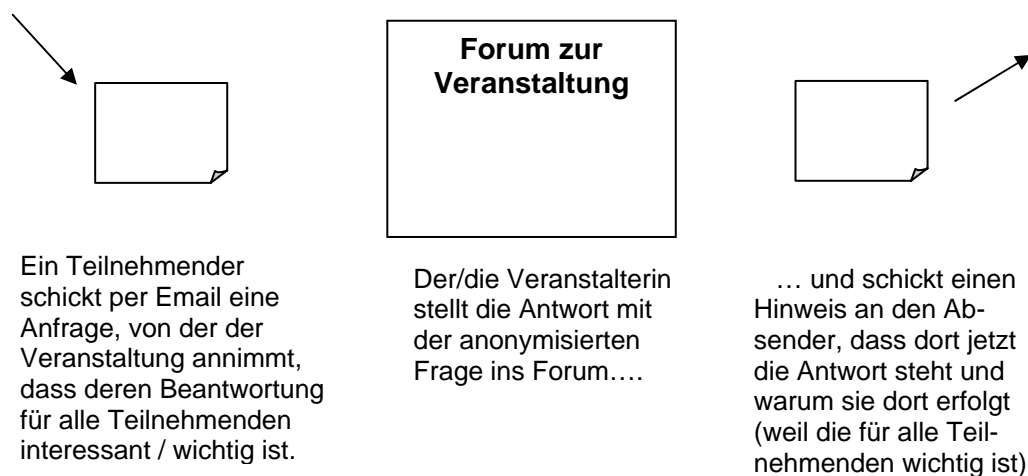 Forum zur
Veranstaltung
Ein Teilnehmender
schickt per Email eine
Anfrage, von der der
Veranstaltung annimmt,
dass deren Beantwortung
für alle Teilnehmenden
interessant / wichtig ist.
Der/die Veranstalterin
stellt die Antwort mit
der anonymisierten
Frage ins Forum….
… und schickt einen
Hinweis an den Ab-
sender, dass dort jetzt
die Antwort steht und
warum sie dort erfolgt
(weil die für alle Teil-
nehmenden wichtig ist)